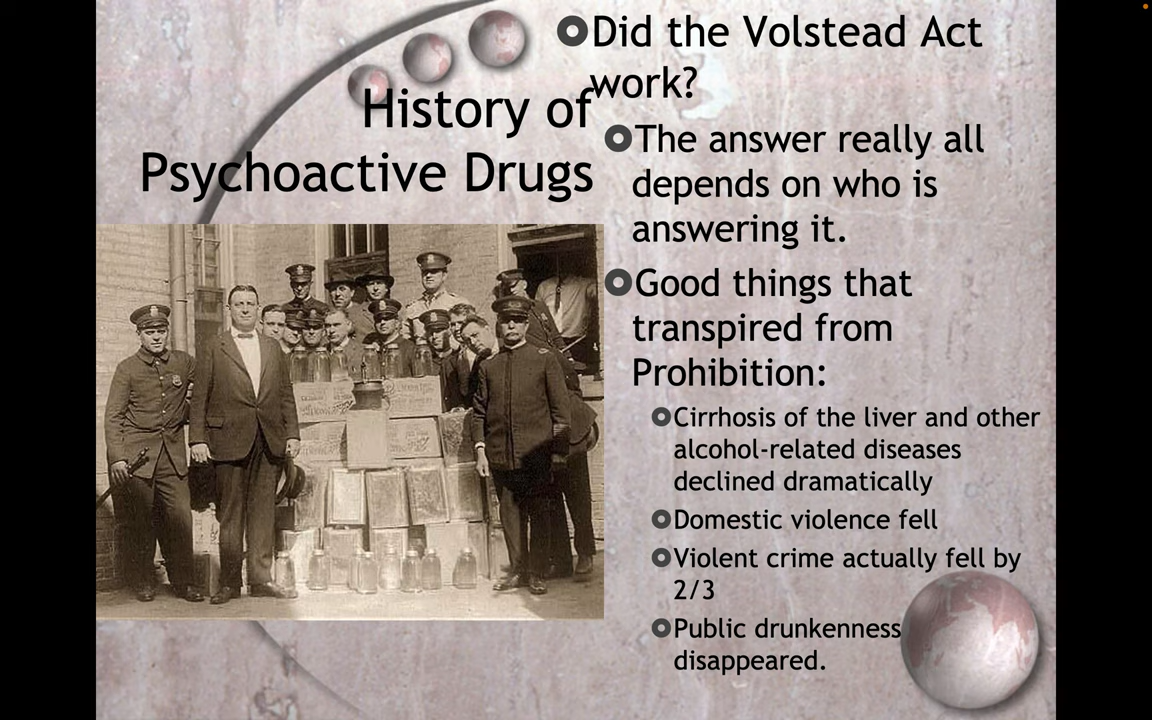 History of
Psychoactive Drugs
Did the Volstead Act
work?
The answer really all
depends on who is
answering it.
Good things that
transpired from
Prohibition:
Cirrhosis of the liver and other
alcohol-related diseases
declined dramatically
Domestic violence fell
Violent crime actually fell by
2/3
Public drunkenness
disappeared.